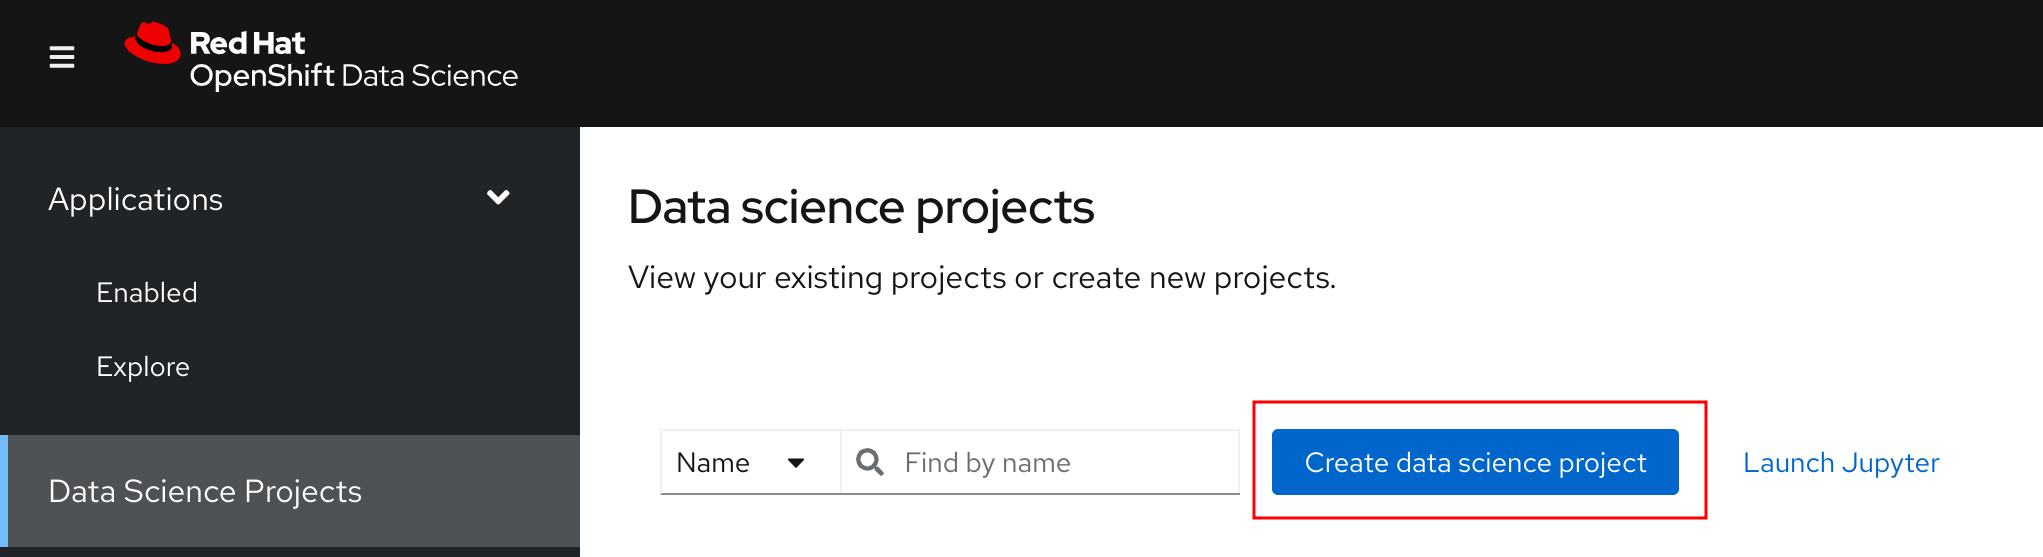 Red Hat
OpenShift Data Science
Applications
Enabled
Explore
Data Science Projects
Data science projects
View your existing projects or create new projects.
Name
Find by name
Create data science project
Launch Jupyter